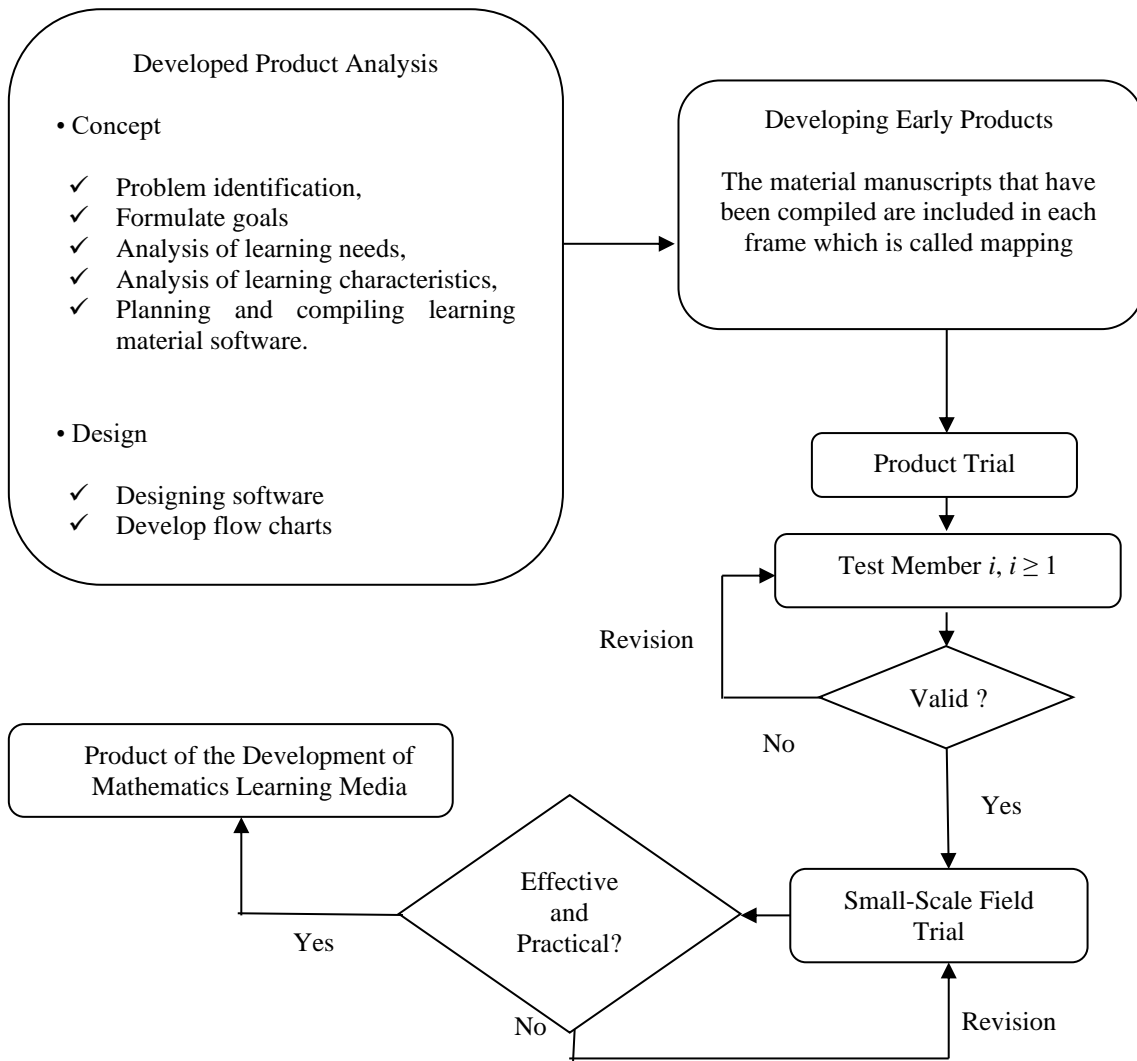 Developed Product Analysis
• Concept
✓ Problem identification,
✓ Formulate goals
✓ Analysis of learning needs,
✓ Analysis of learning characteristics,
✓ Planning and compiling learning
material software.
• Design
✓ Designing software
✓ Develop flow charts
Developing Early Products
The material manuscripts that have
been compiled are included in each
frame which is called mapping
Product Trial
Test Member i, i ≥ 1
Revision
Valid ?
No
Yes
Small-Scale Field
Trial
Effective
and
Practical?
No
Revision
Yes
Product of the Development of
Mathematics Learning Media